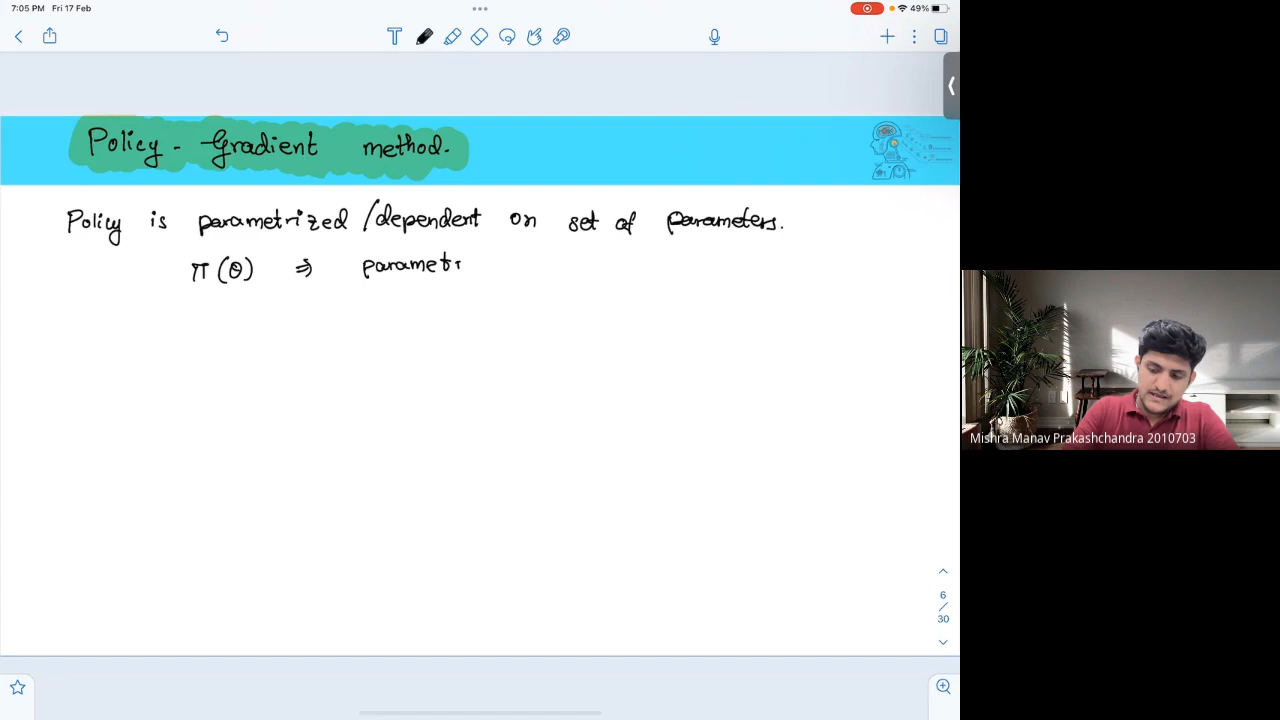 7:05 PM Fri 17 Feb
49%
T
Policy - Gradient method.
Policy is parametrized /dependent on set of parameters.
π(θ) ⇒ parametr
Mishra Manav Prakashchandra 2010703
6
/
30